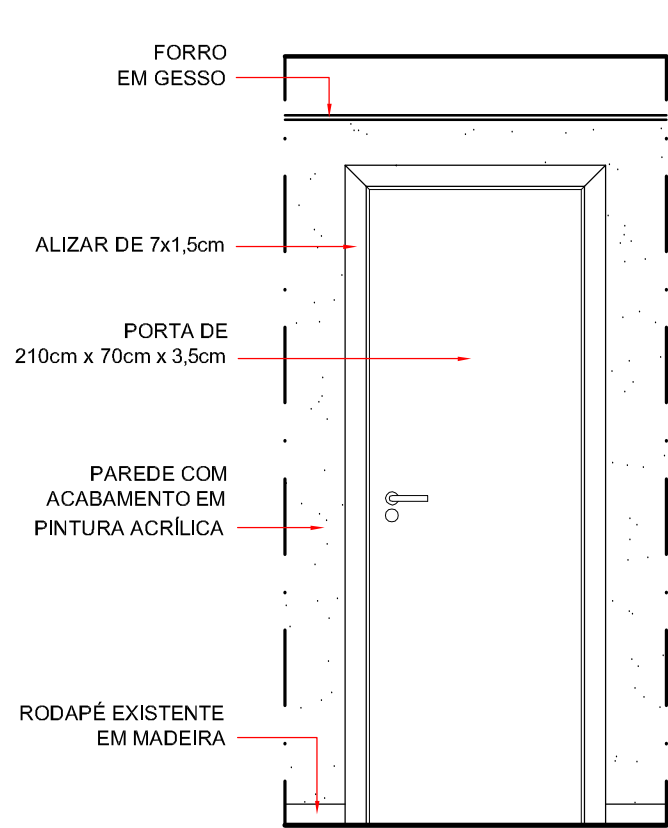 FORRO
EM GESSO
ALIZAR DE 7x1,5cm
PORTA DE
210cm x 70cm x 3,5cm
PAREDE COM
ACABAMENTO EM
PINTURA ACRÍLICA
RODAPÉ EXISTENTE
EM MADEIRA